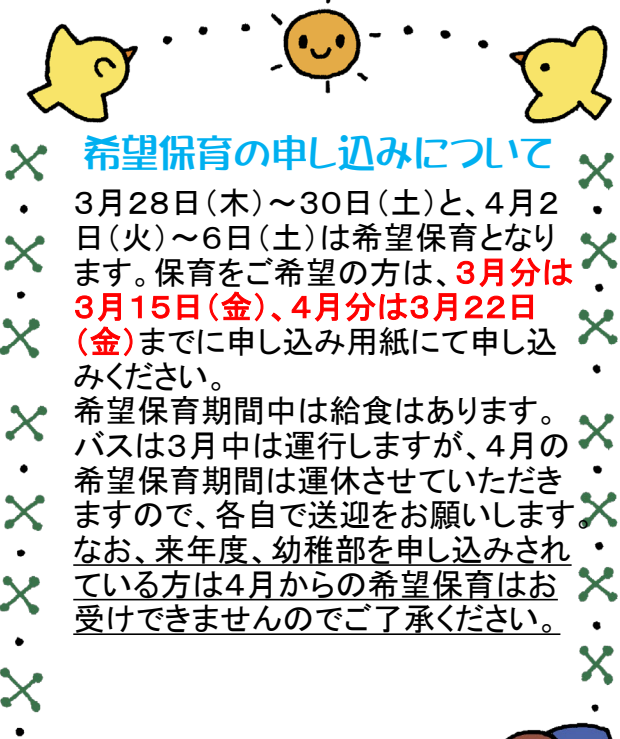 希望保育の申し込みについて
３月２８日（木）～３０日（土）と、４月２
日（火）～６日（土）は希望保育となり
ます。保育をご希望の方は、３月分は
３月１５日（金）、４月分は３月２２日
（金）までに申し込み用紙にて申し込
みください。
希望保育期間中は給食はあります。
バスは３月中は運行しますが、４月の
希望保育期間は運休させていただき
ますので、各自で送迎をお願いします。
なお、来年度、幼稚部を申し込みされ
ている方は４月からの希望保育はお
受けできませんのでご了承ください。